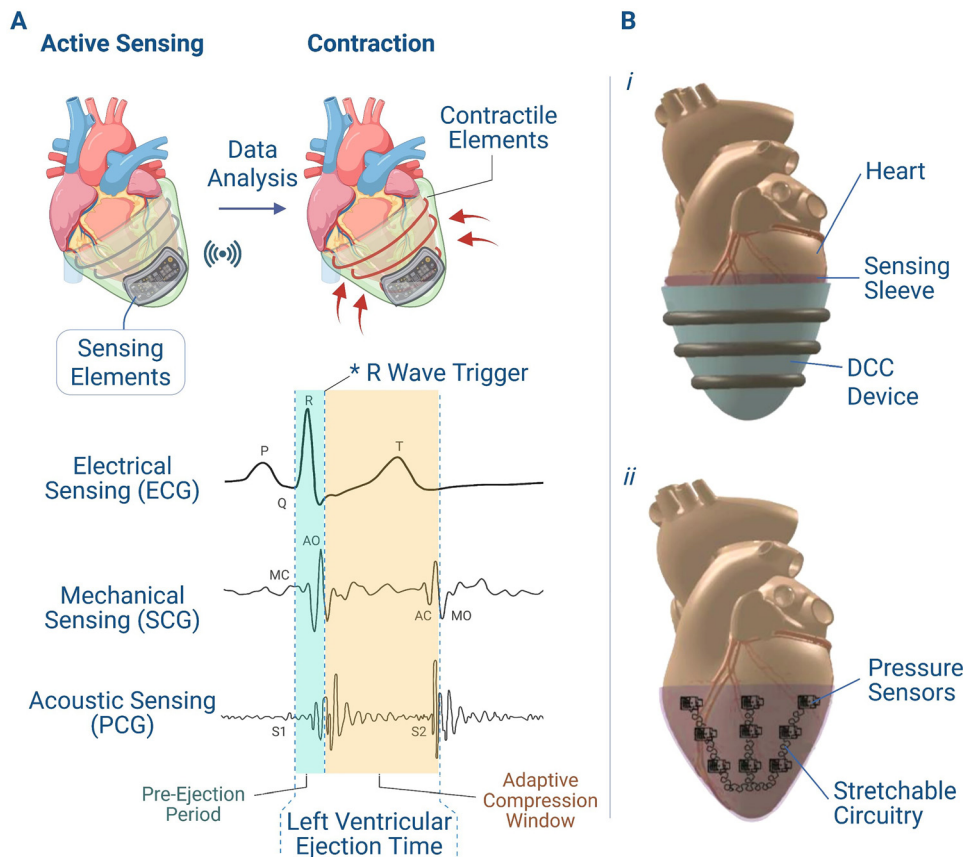 A
Active Sensing
Contraction
Contractile
Elements
Data
Analysis
Sensing
Elements
* R Wave Trigger
R
P
T
Q
Electrical
Sensing (ECG)
AO
MC
AC
MO
Mechanical
Sensing (SCG)
Acoustic Sensing
(PCG)
S1
S2
Pre-Ejection
Period
Left Ventricular
Ejection Time
Adaptive
Compression
Window
B
i
Heart
Sensing
Sleeve
DCC
Device
ii
Pressure
Sensors
Stretchable
Circuitry